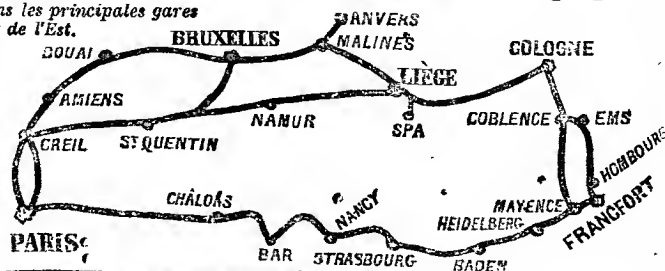 ns les principales gares
de l'Est.
ANVERS
BRUXELLES
MALINES
DOUAI
COLOGNE
LIÈGE
AMIENS
COBLENCE
EMS
CREIL
ST QUENTIN
NAMUR
SPA
HOMBOURG
CHÂLONS
NANCY
MAYENCE
HEIDELBERG
FRANCFORT
PARIS
BAR
STRASBOURG
BADEN